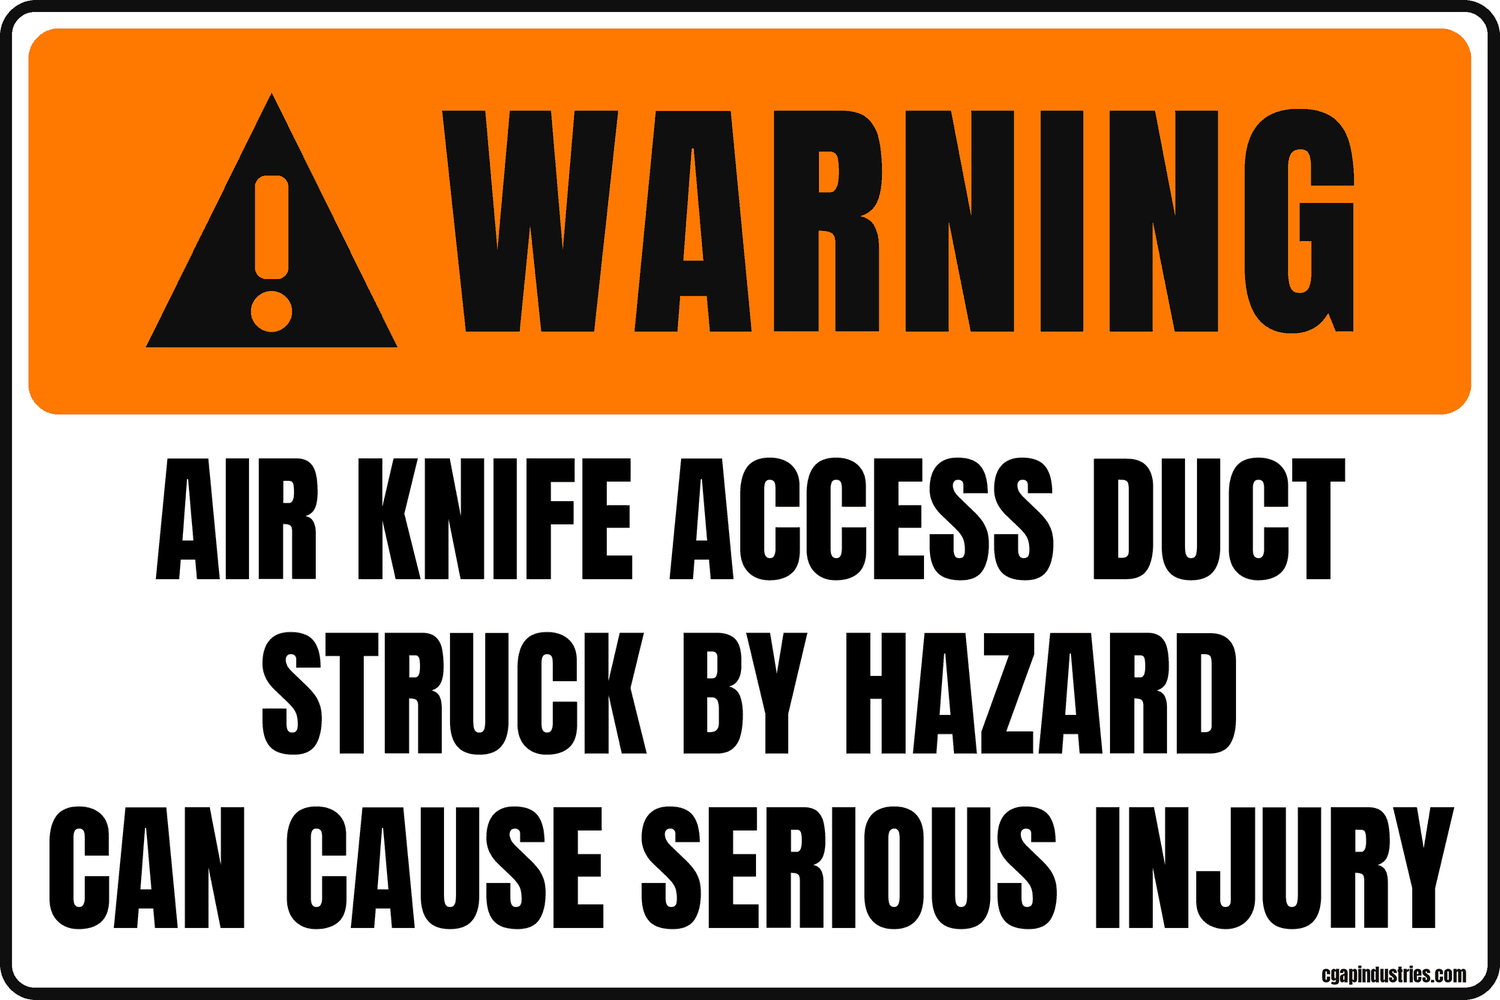 WARNING
AIR KNIFE ACCESS DUCT
STRUCK BY HAZARD
CAN CAUSE SERIOUS INJURY
cgapindustries.com